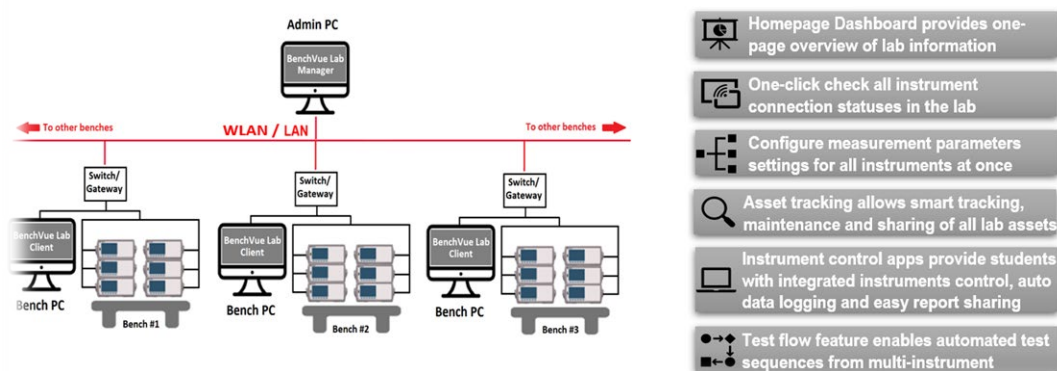 Admin PC
BenchVue Lab
Manager
To other benches
WLAN / LAN
To other benches
Switch/
Gateway
Switch/
Gateway
Switch/
Gateway
BenchVue Lab
Client
BenchVue Lab
Client
BenchVue Lab
Client
Bench PC
Bench #1
Bench PC
Bench #2
Bench PC
Bench #3
Homepage Dashboard provides one-
page overview of lab information
One-click check all instrument
connection statuses in the lab
Configure measurement parameters
settings for all instruments at once
Asset tracking allows smart tracking,
maintenance and sharing of all lab assets
Instrument control apps provide students
with integrated instruments control, auto
data logging and easy report sharing
Test flow feature enables automated test
sequences from multi-instrument